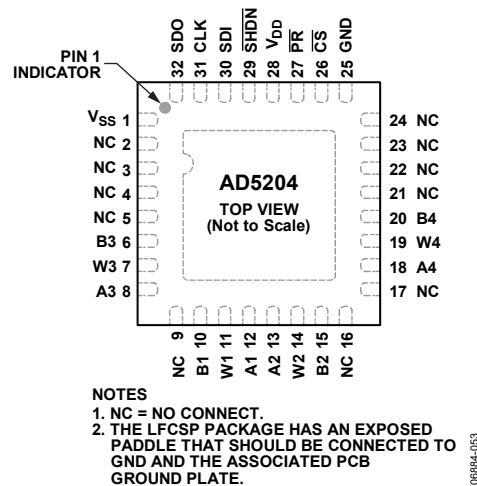 32 SDO
31 CLK
30 SDI
29 SHDN
28 VDD
27 PR
26 CS
25 GND
PIN 1
INDICATOR
VSS 1
NC 2
NC 3
NC 4
NC 5
B3 6
W3 7
A3 8
AD5204
TOP VIEW
(Not to Scale)
24 NC
23 NC
22 NC
21 NC
20 B4
19 W4
18 A4
17 NC
NC 9
B1 10
W1 11
A1 12
A2 13
W2 14
B2 15
NC 16
NOTES
1. NC = NO CONNECT.
2. THE LFCSP PACKAGE HAS AN EXPOSED
PADDLE THAT SHOULD BE CONNECTED TO
GND AND THE ASSOCIATED PCB
GROUND PLATE.
06884-053